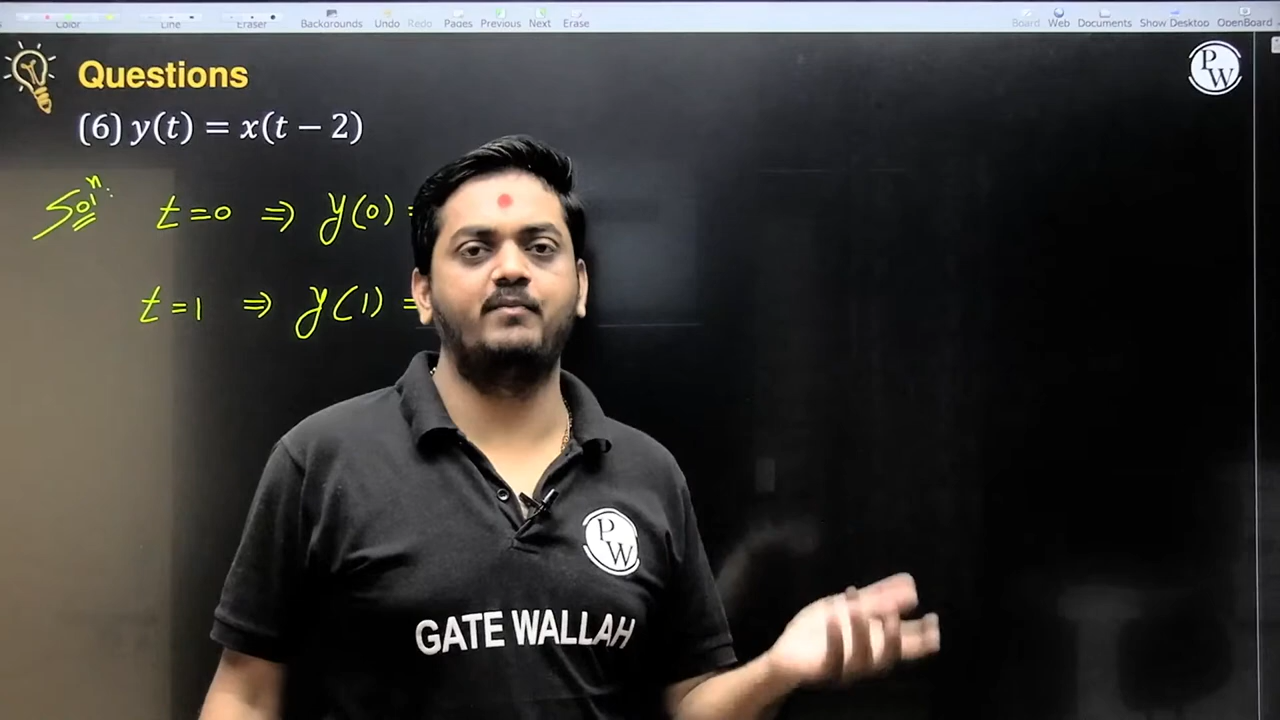 Color Line Eraser Backgrounds Undo Redo Pages Previous Next Erase Board Web Documents Show Desktop OpenBoard
Questions
PW
(6) y(t) = x(t − 2)
Solⁿ: t=0 ⇒ y(0) =
t=1 ⇒ y(1) =
PW
GATE WALLAH